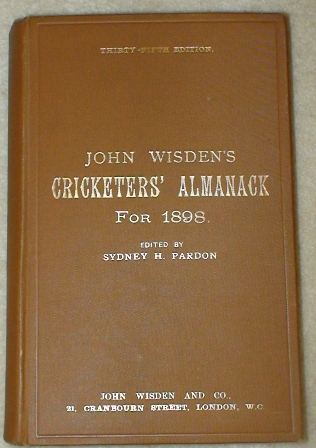 THIRTY-FIFTH EDITION.
JOHN WISDEN'S
CRICKETERS' ALMANACK
FOR 1898.
EDITED BY
SYDNEY H. PARDON
JOHN WISDEN AND CO.,
21, CRANBOURN STREET, LONDON, W.C